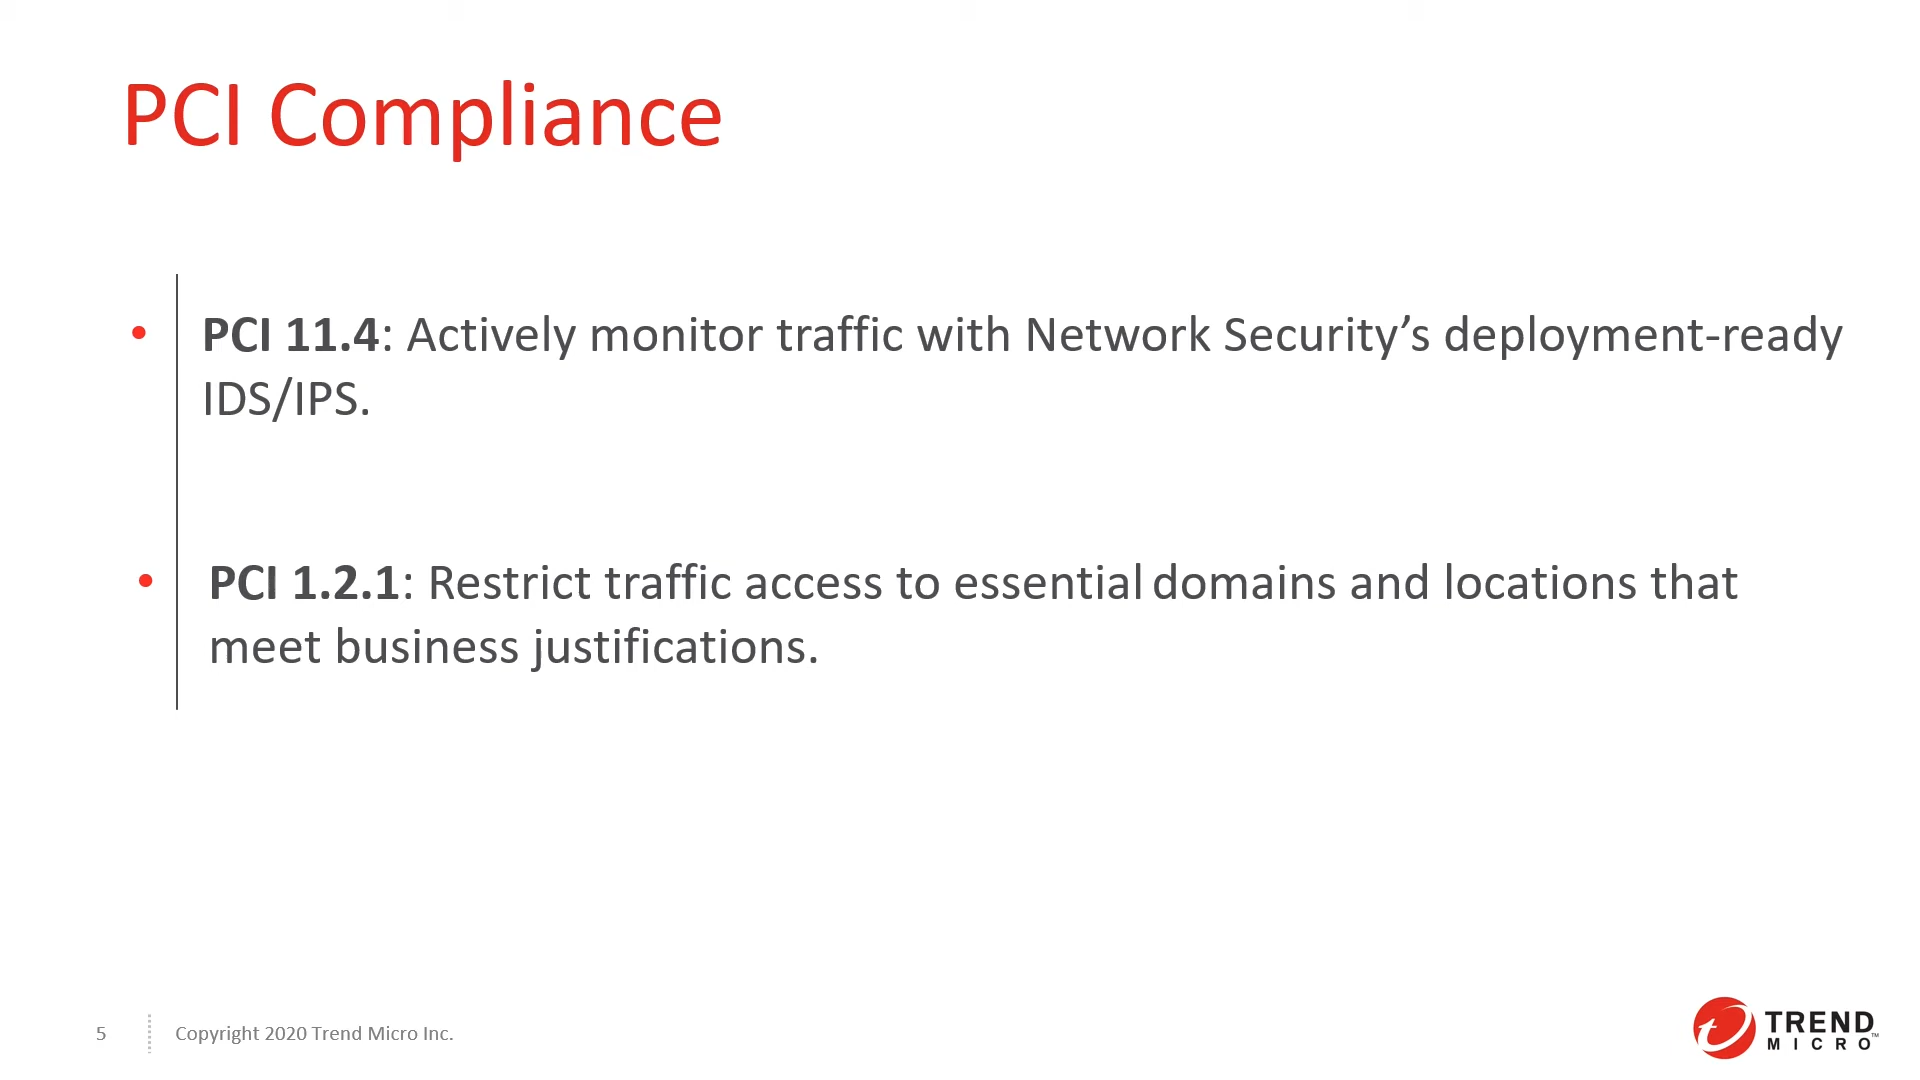 PCI Compliance
• PCI 11.4: Actively monitor traffic with Network Security’s deployment-ready
IDS/IPS.
• PCI 1.2.1: Restrict traffic access to essential domains and locations that
meet business justifications.
5
Copyright 2020 Trend Micro Inc.
TREND
MICRO™